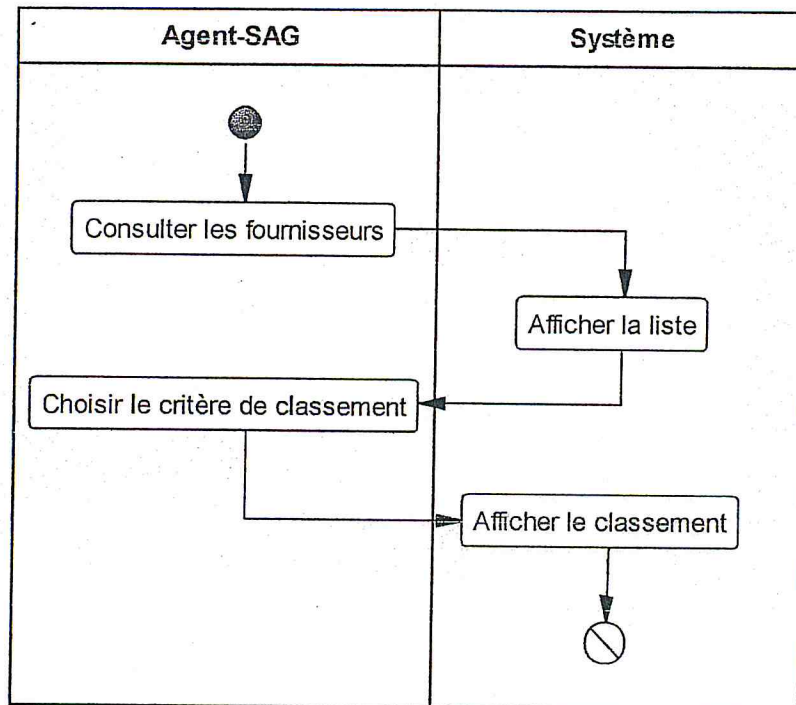 Agent-SAG
Système
Consulter les fournisseurs
Afficher la liste
Choisir le critère de classement
Afficher le classement